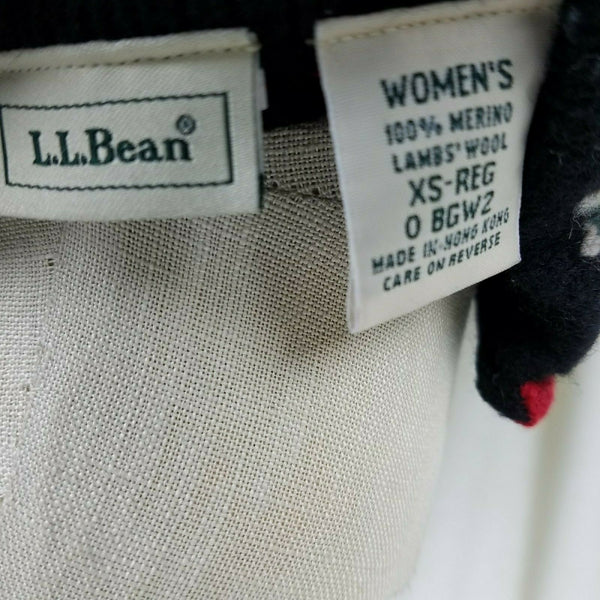 L.L.Bean®
WOMEN'S
100% MERINO
LAMBS' WOOL
XS-REG
0 BGW2
MADE IN HONG KONG
CARE ON REVERSE